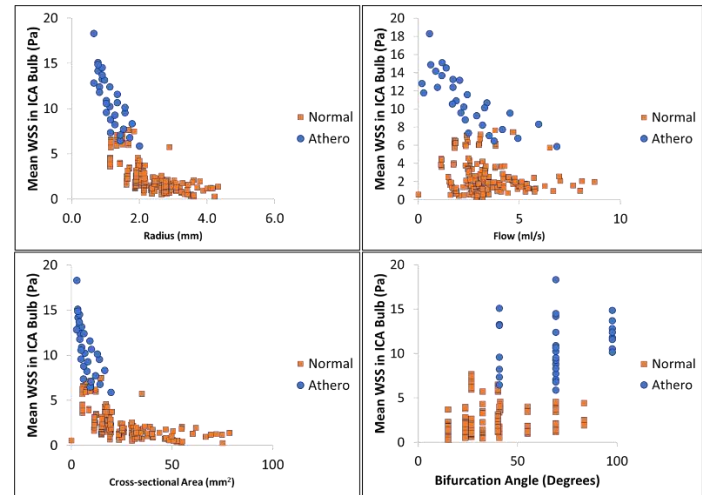 Mean WSS in ICA Bulb (Pa)
20
15
10
5
0
0.0 2.0 4.0 6.0
Radius (mm)
Normal
Athero
Mean WSS in ICA Bulb (Pa)
20
18
16
14
12
10
8
6
4
2
0
0 5 10
Flow (ml/s)
Normal
Athero
Mean WSS in ICA Bulb (Pa)
20
15
10
5
0
0 50 100
Cross-sectional Area (mm²)
Normal
Athero
Mean WSS in ICA Bulb (Pa)
20
15
10
5
0
0 50 100
Bifurcation Angle (Degrees)
Normal
Athero